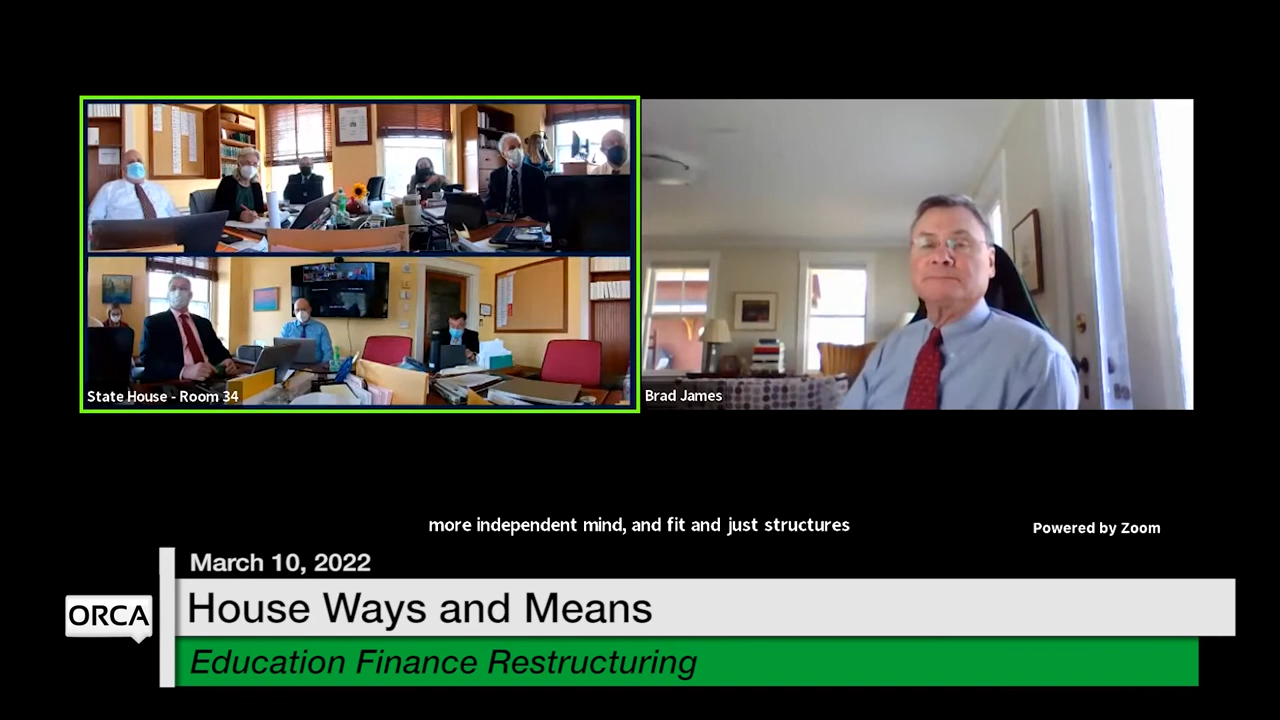 State House - Room 34
Brad James
more independent mind, and fit and just structures
Powered by Zoom
March 10, 2022
ORCA
House Ways and Means
Education Finance Restructuring